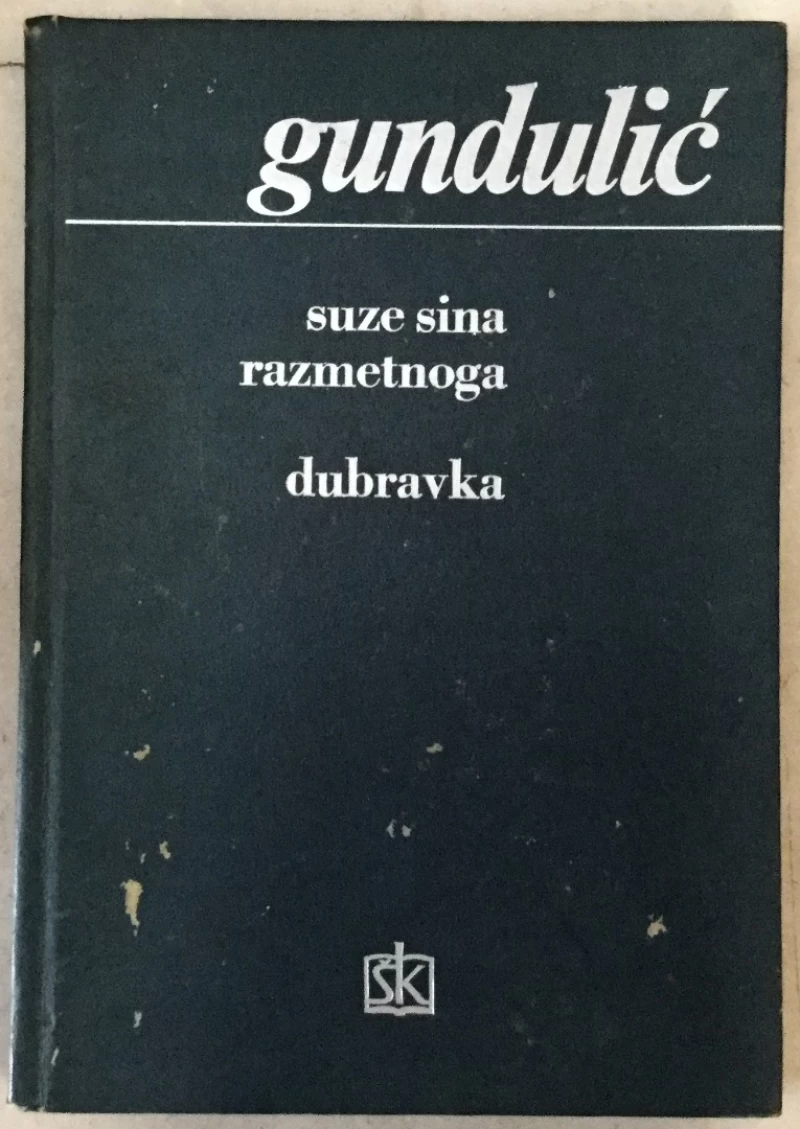 gundulić
suze sina
razmetnoga
dubravka
ŠK